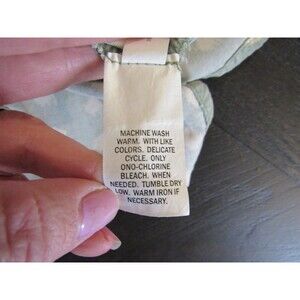 MACHINE WASH
WARM. WITH LIKE
COLORS. DELICATE
CYCLE. ONLY
ONO-CHLORINE
BLEACH. WHEN
NEEDED. TUMBLE DRY
LOW. WARM IRON IF
NECESSARY.